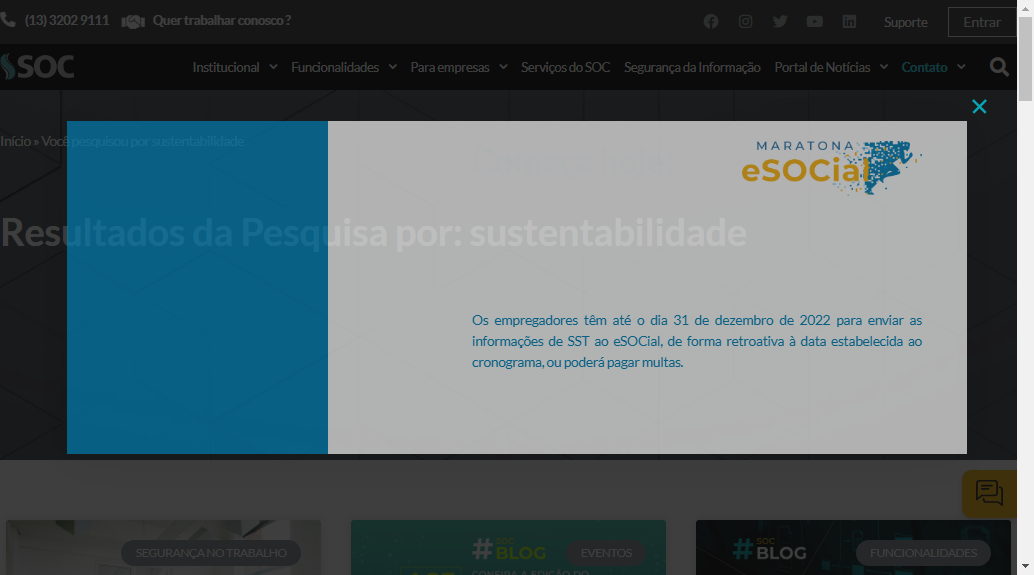 (13) 3202 9111 Quer trabalhar conosco ? Suporte Entrar
SOC Institucional Funcionalidades Para empresas Serviços do SOC Segurança da Informação Portal de Notícias Contato
Início » Você pesquisou por sustentabilidade
MARATONA
eSOCial
Resultados da Pesquisa por: sustentabilidade
Os empregadores têm até o dia 31 de dezembro de 2022 para enviar as
informações de SST ao eSOCial, de forma retroativa à data estabelecida ao
cronograma, ou poderá pagar multas.
SEGURANÇA NO TRABALHO
# SOC BLOG EVENTOS
CONFIRA A EDIÇÃO DO
# SOC BLOG FUNCIONALIDADES